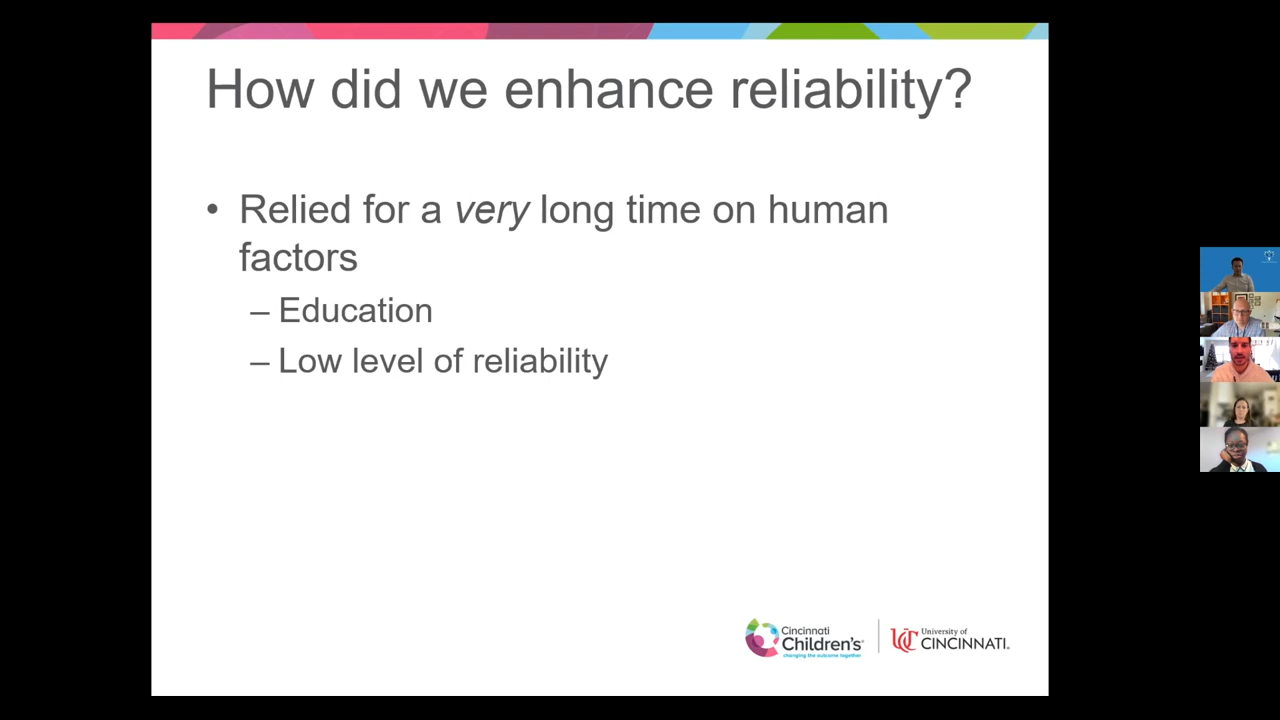 How did we enhance reliability?
• Relied for a very long time on human
factors
– Education
– Low level of reliability
Cincinnati
Children's
changing the outcome together
University of
CINCINNATI